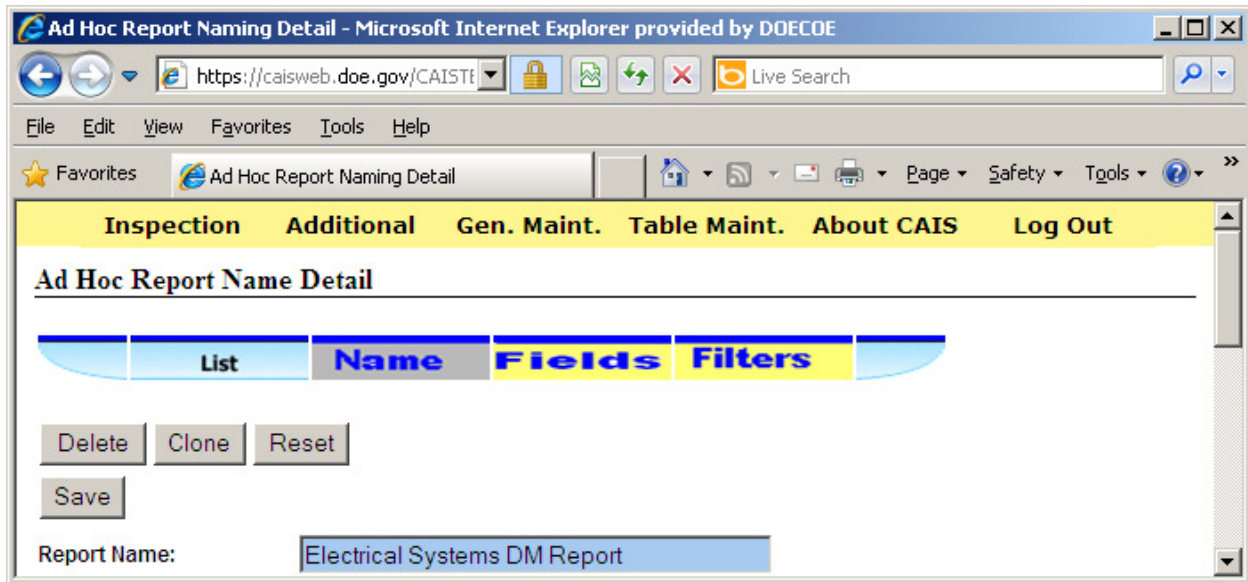 Ad Hoc Report Naming Detail - Microsoft Internet Explorer provided by DOECOE
https://caisweb.doe.gov/CAISTE Live Search
File Edit View Favorites Tools Help
Favorites Ad Hoc Report Naming Detail Page Safety Tools »
Inspection Additional Gen. Maint. Table Maint. About CAIS Log Out
Ad Hoc Report Name Detail
List Name Fields Filters
Delete Clone Reset
Save
Report Name: Electrical Systems DM Report